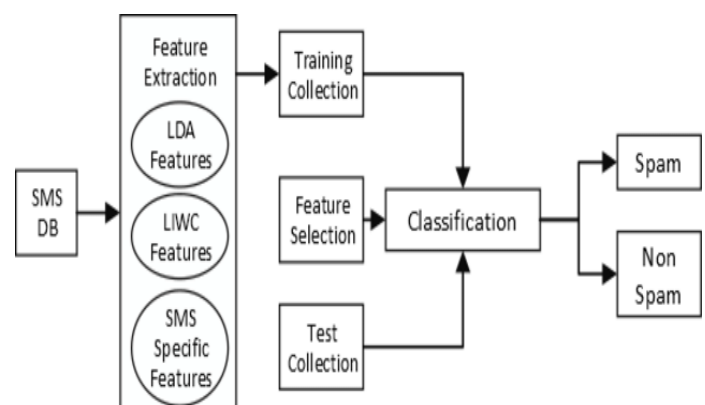 SMS
DB
Feature
Extraction
LDA
Features
LIWC
Features
SMS
Specific
Features
Training
Collection
Feature
Selection
Test
Collection
Classification
Spam
Non
Spam